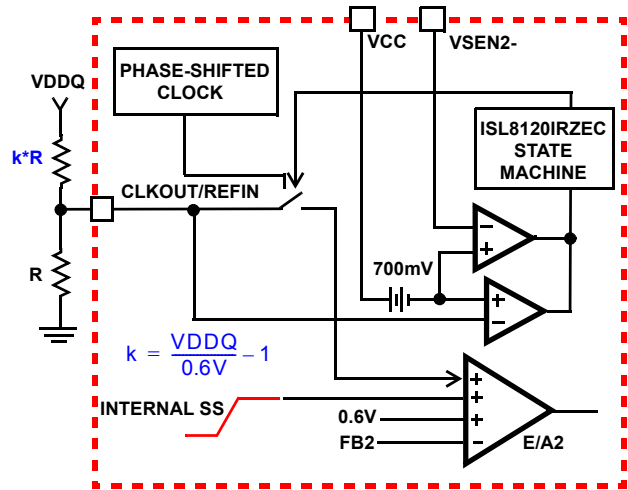 VCC
VSEN2-
PHASE-SHIFTED
CLOCK
VDDQ
k*R
ISL8120IRZEC
STATE
MACHINE
CLKOUT/REFIN
R
700mV
k = VDDQ/0.6V – 1
INTERNAL SS
0.6V
FB2
E/A2